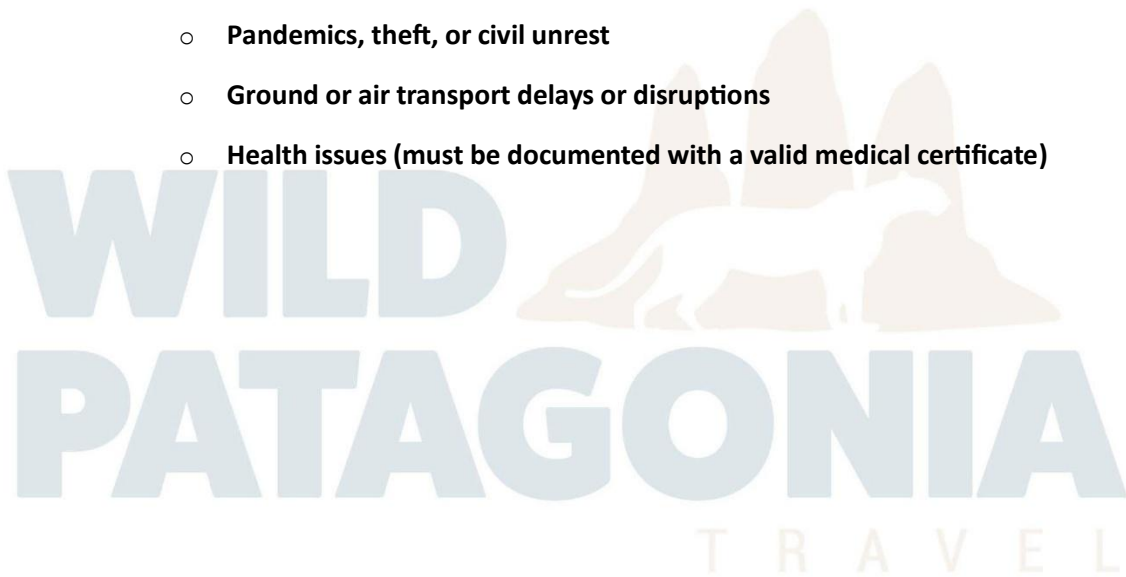 o Pandemics, theft, or civil unrest
o Ground or air transport delays or disruptions
o Health issues (must be documented with a valid medical certificate)
WILD
PATAGONIA
TRAVEL